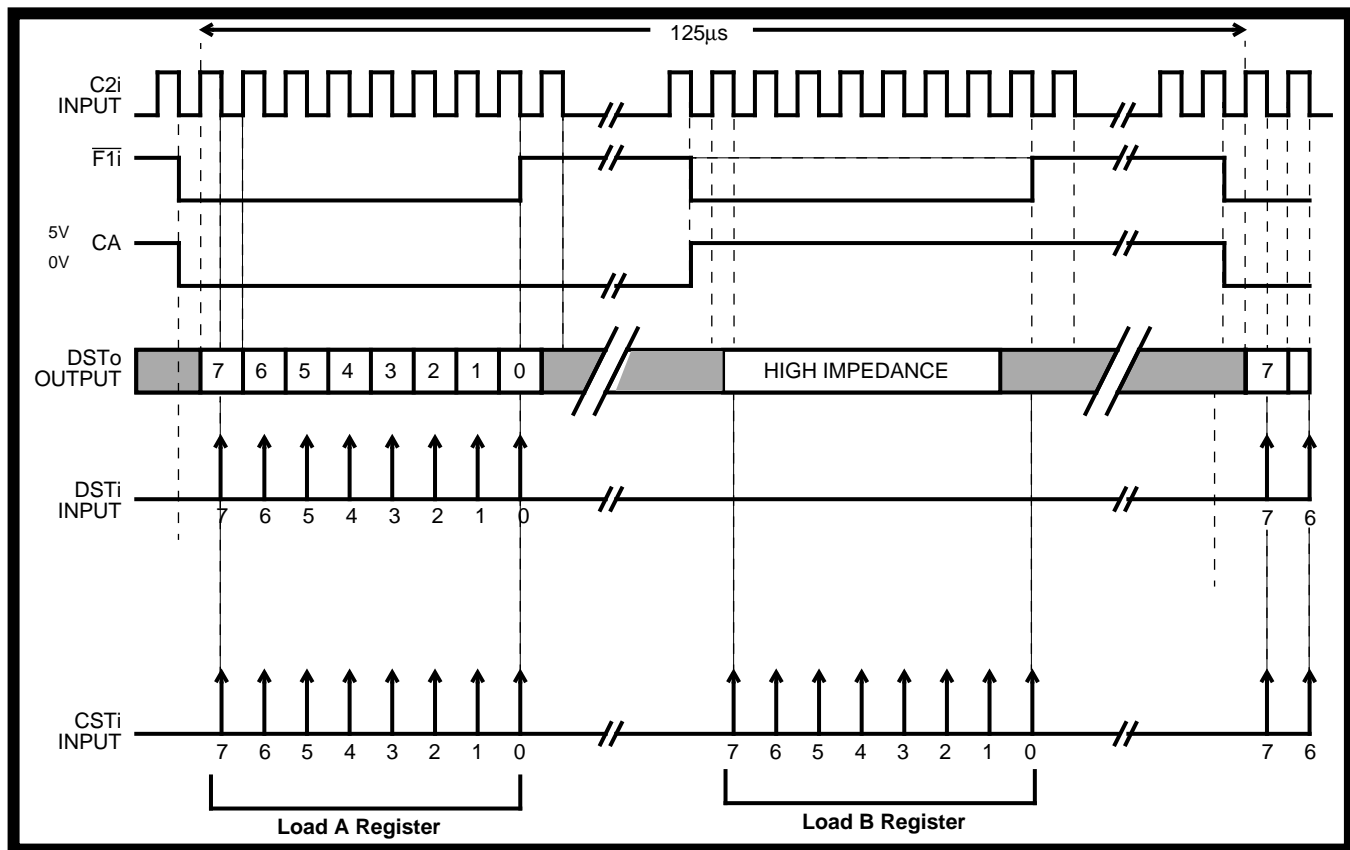 125μs
C2i
INPUT
F1i
5V CA
0V
DSTo
OUTPUT
7 6 5 4 3 2 1 0 HIGH IMPEDANCE 7
DSTi
INPUT
7 6 5 4 3 2 1 0 7 6
CSTi
INPUT
7 6 5 4 3 2 1 0 7 6 5 4 3 2 1 0 7 6
Load A Register Load B Register